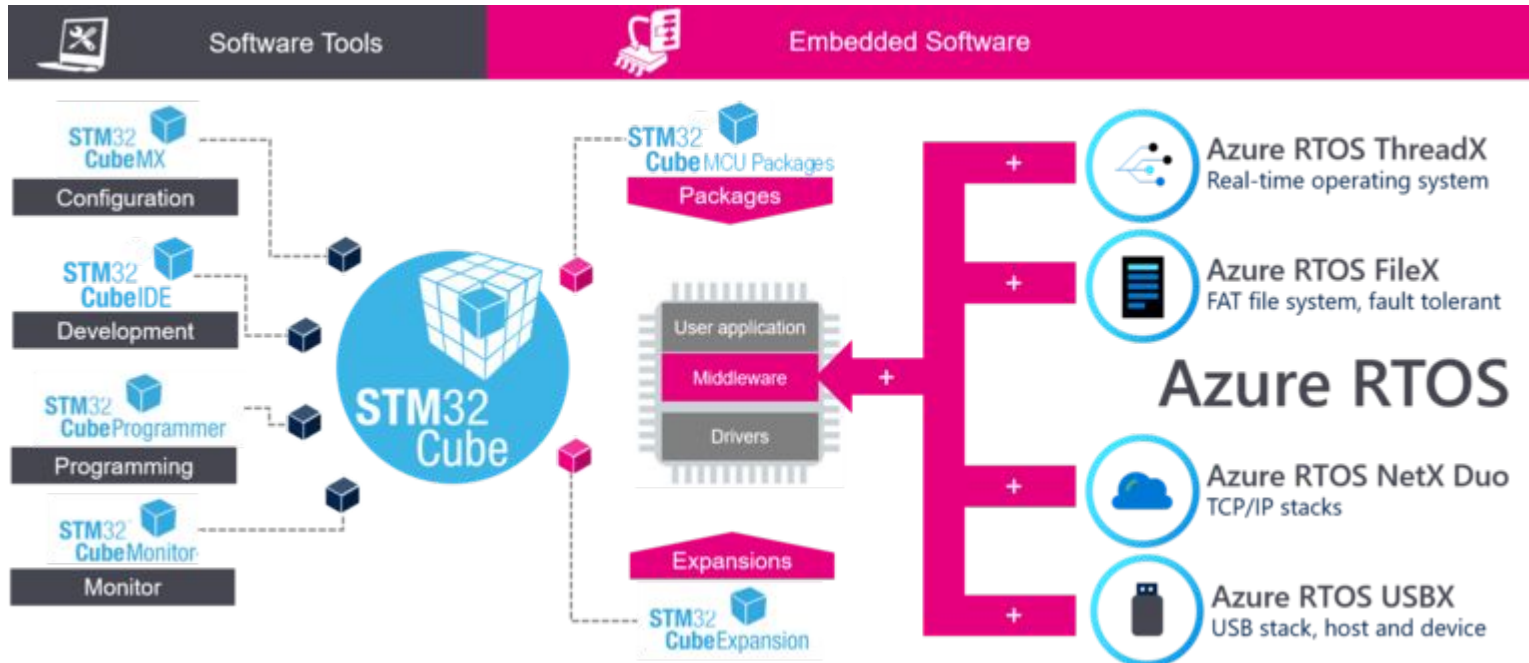 Software Tools
Embedded Software
STM32
CubeMX
Configuration
STM32
CubeIDE
Development
STM32
CubeProgrammer
Programming
STM32
CubeMonitor
Monitor
STM32
Cube
STM32
Cube MCU Packages
Packages
User application
Middleware
Drivers
Expansions
STM32
CubeExpansion
+
Azure RTOS ThreadX
Real-time operating system
+
Azure RTOS FileX
FAT file system, fault tolerant
+
Azure RTOS
+
Azure RTOS NetX Duo
TCP/IP stacks
+
Azure RTOS USBX
USB stack, host and device